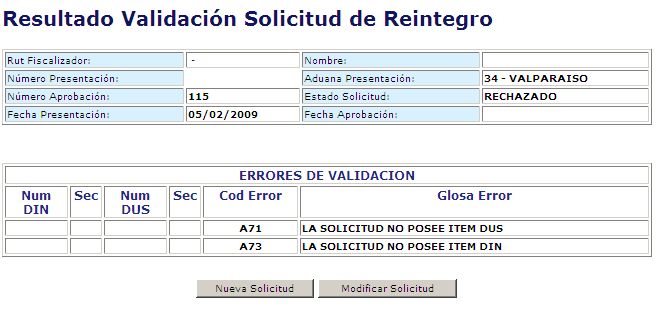 Resultado Validación Solicitud de Reintegro
Rut Fiscalizador: - Nombre:
Número Presentación: Aduana Presentación: 34 - VALPARAISO
Número Aprobación: 115 Estado Solicitud: RECHAZADO
Fecha Presentación: 05/02/2009 Fecha Aprobación:
ERRORES DE VALIDACION
Num DIN Sec Num DUS Sec Cod Error Glosa Error
A71 LA SOLICITUD NO POSEE ITEM DUS
A73 LA SOLICITUD NO POSEE ITEM DIN
Nueva Solicitud Modificar Solicitud